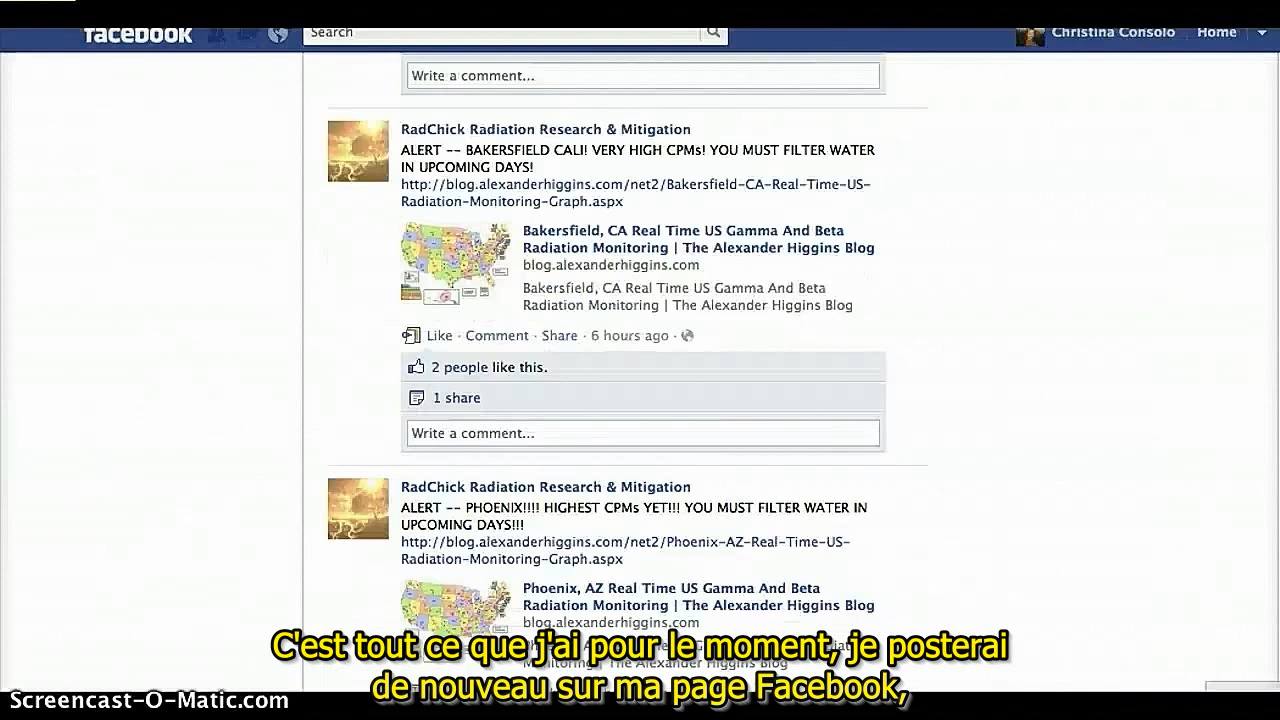 facebook
Search
Christina Consolo
Home
Write a comment...
RadChick Radiation Research & Mitigation
ALERT -- BAKERSFIELD CALI! VERY HIGH CPMs! YOU MUST FILTER WATER
IN UPCOMING DAYS!
http://blog.alexanderhiggins.com/net2/Bakersfield-CA-Real-Time-US-
Radiation-Monitoring-Graph.aspx
Bakersfield, CA Real Time US Gamma And Beta
Radiation Monitoring | The Alexander Higgins Blog
blog.alexanderhiggins.com
Bakersfield, CA Real Time US Gamma And Beta
Radiation Monitoring | The Alexander Higgins Blog
Like · Comment · Share · 6 hours ago ·
2 people like this.
1 share
Write a comment...
RadChick Radiation Research & Mitigation
ALERT -- PHOENIX!!!! HIGHEST CPMs YET!!! YOU MUST FILTER WATER IN
UPCOMING DAYS!!!
http://blog.alexanderhiggins.com/net2/Phoenix-AZ-Real-Time-US-
Radiation-Monitoring-Graph.aspx
Phoenix, AZ Real Time US Gamma And Beta
Radiation Monitoring | The Alexander Higgins Blog
blog.alexanderhiggins.com
Monitoring | The Alexander Higgins Blog
C'est tout ce que j'ai pour le moment, je posterai
de nouveau sur ma page Facebook,
Screencast-O-Matic.com